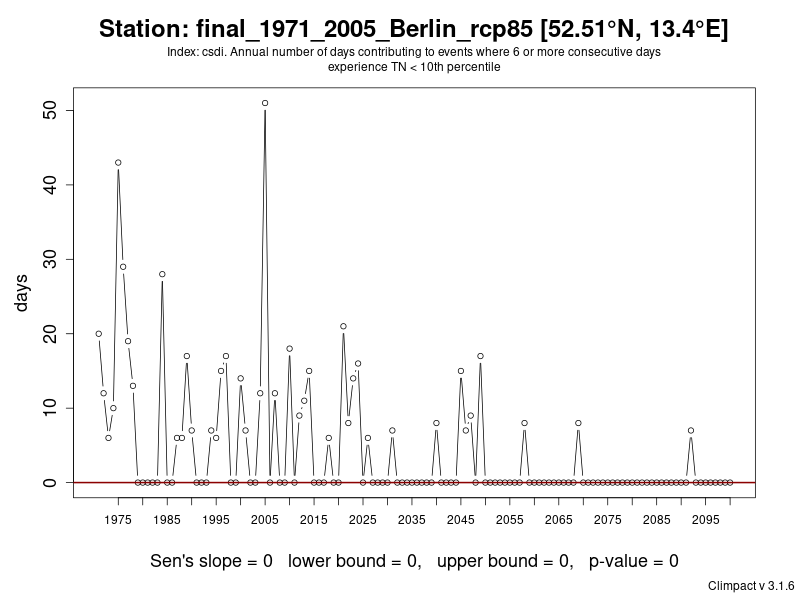 Station: final_1971_2005_Berlin_rcp85 [52.51°N, 13.4°E]
Index: csdi. Annual number of days contributing to events where 6 or more consecutive days
experience TN < 10th percentile
days
50
40
30
20
10
0
1975 1985 1995 2005 2015 2025 2035 2045 2055 2065 2075 2085 2095
Sen's slope = 0 lower bound = 0, upper bound = 0, p-value = 0
Climpact v 3.1.6